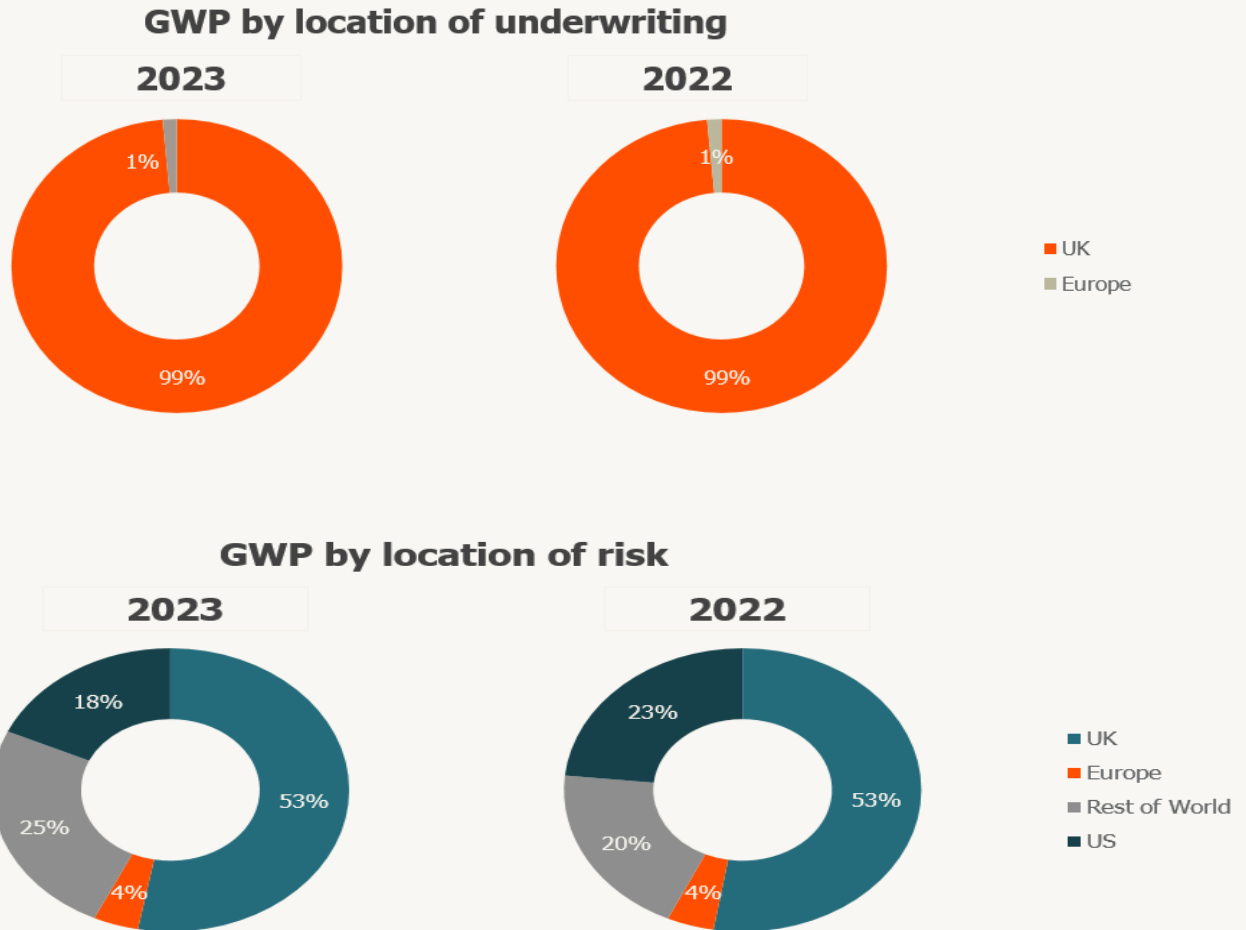 GWP by location of underwriting
2023
2022
1%
99%
1%
99%
UK
Europe
GWP by location of risk
2023
2022
18%
53%
25%
4%
23%
53%
20%
4%
UK
Europe
Rest of World
US